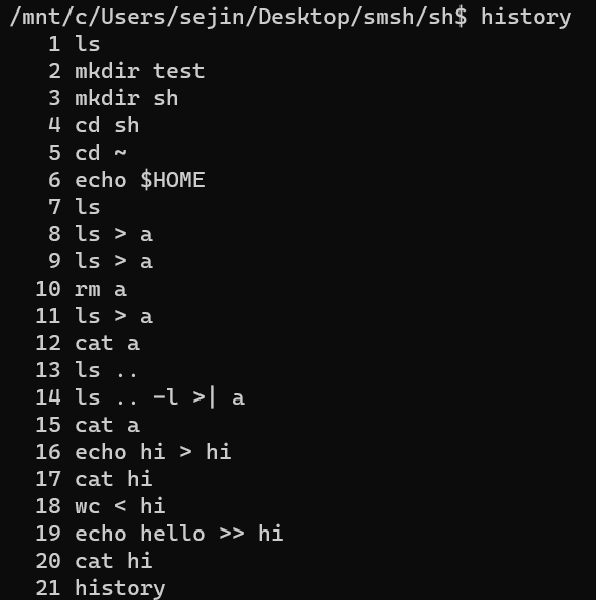 /mnt/c/Users/sejin/Desktop/smsh/sh$ history
1 ls
2 mkdir test
3 mkdir sh
4 cd sh
5 cd ~
6 echo $HOME
7 ls
8 ls > a
9 ls > a
10 rm a
11 ls > a
12 cat a
13 ls ..
14 ls .. -l >| a
15 cat a
16 echo hi > hi
17 cat hi
18 wc < hi
19 echo hello >> hi
20 cat hi
21 history